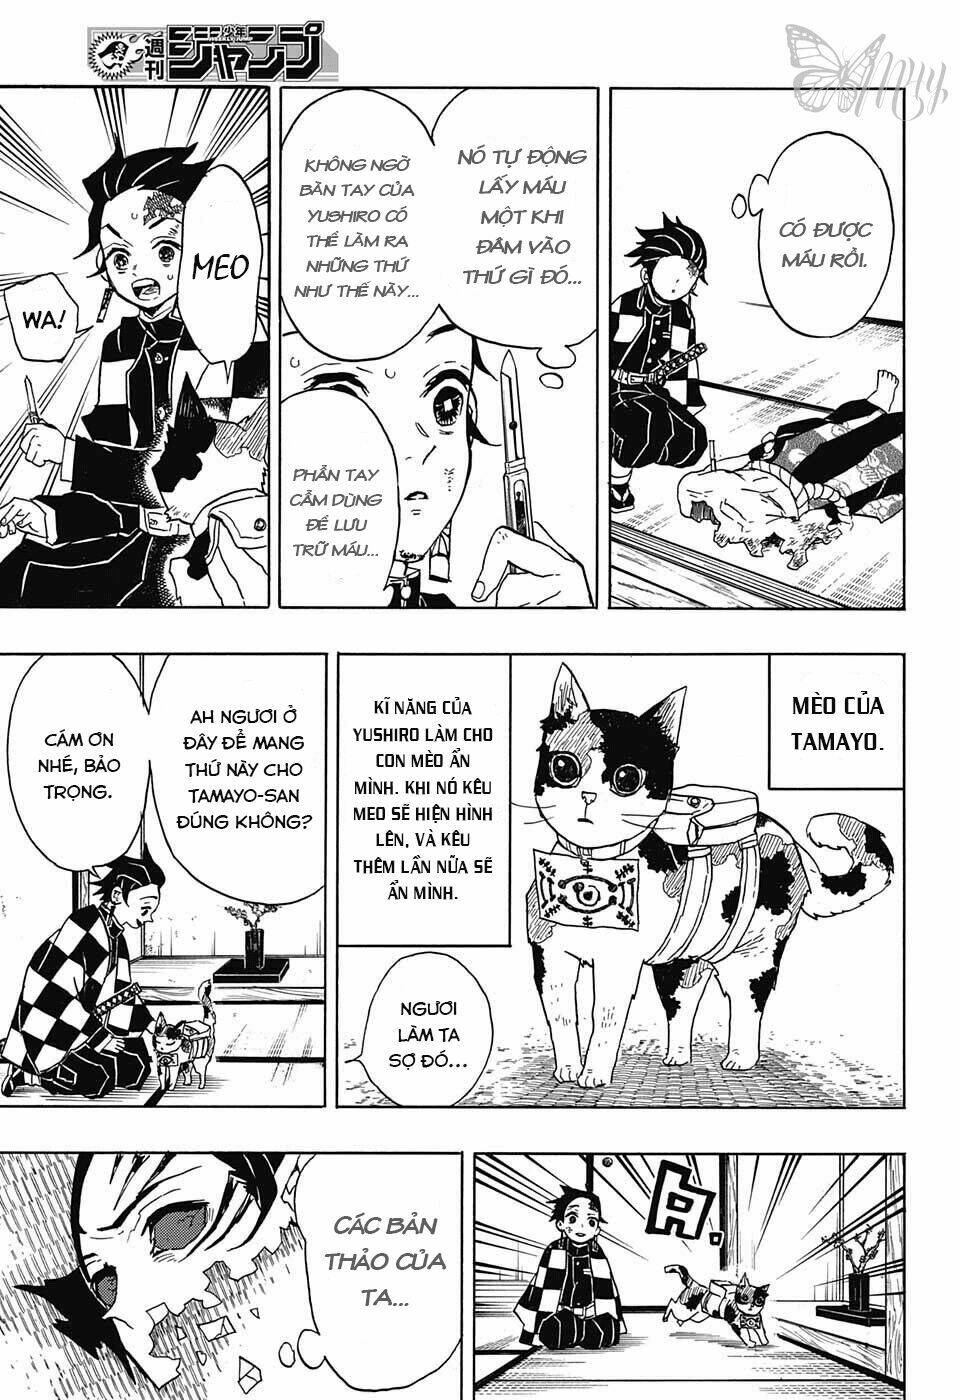 週刊
少年
WEEKLY JUMP
ジャンプ
Myy
CÓ ĐƯỢC
MÁU RỒI.
NÓ TỰ ĐỘNG
LẤY MÁU
MỘT KHI
ĐÂM VÀO
THỨ GÌ ĐÓ...
KHÔNG NGỜ
BÀN TAY CỦA
YUSHIRO CÓ
THỂ LÀM RA
NHỮNG THỨ
NHƯ THẾ NÀY...
PHẦN TAY
CẦM DÙNG
ĐỂ LƯU
TRỮ MÁU...
MEO
WA!
MÈO CỦA
TAMAYO.
KĨ NĂNG CỦA
YUSHIRO LÀM CHO
CON MÈO ẨN
MÌNH. KHI NÓ KÊU
MEO SẼ HIỆN HÌNH
LÊN, VÀ KÊU
THÊM LẦN NỮA SẼ
ẨN MÌNH.
NGƯƠI
LÀM TA
SỢ ĐÓ...
AH NGƯƠI Ở
ĐÂY ĐỂ MANG
THỨ NÀY CHO
TAMAYO-SAN
ĐÚNG KHÔNG?
CÁM ƠN
NHÉ, BẢO
TRỌNG.
CÁC BẢN
THẢO CỦA
TA...